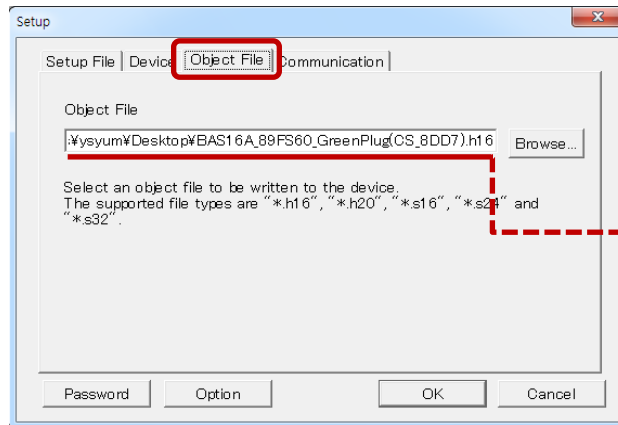 Setup
Setup File Device Object File Communication
Object File
:¥ysyum¥Desktop¥BAS16A_89FS60_GreenPlug(CS_8DD7).h16 Browse...
Select an object file to be written to the device.
The supported file types are "*.h16", "*.h20", "*.s16", "*.s24" and
"*.s32".
Password Option OK Cancel